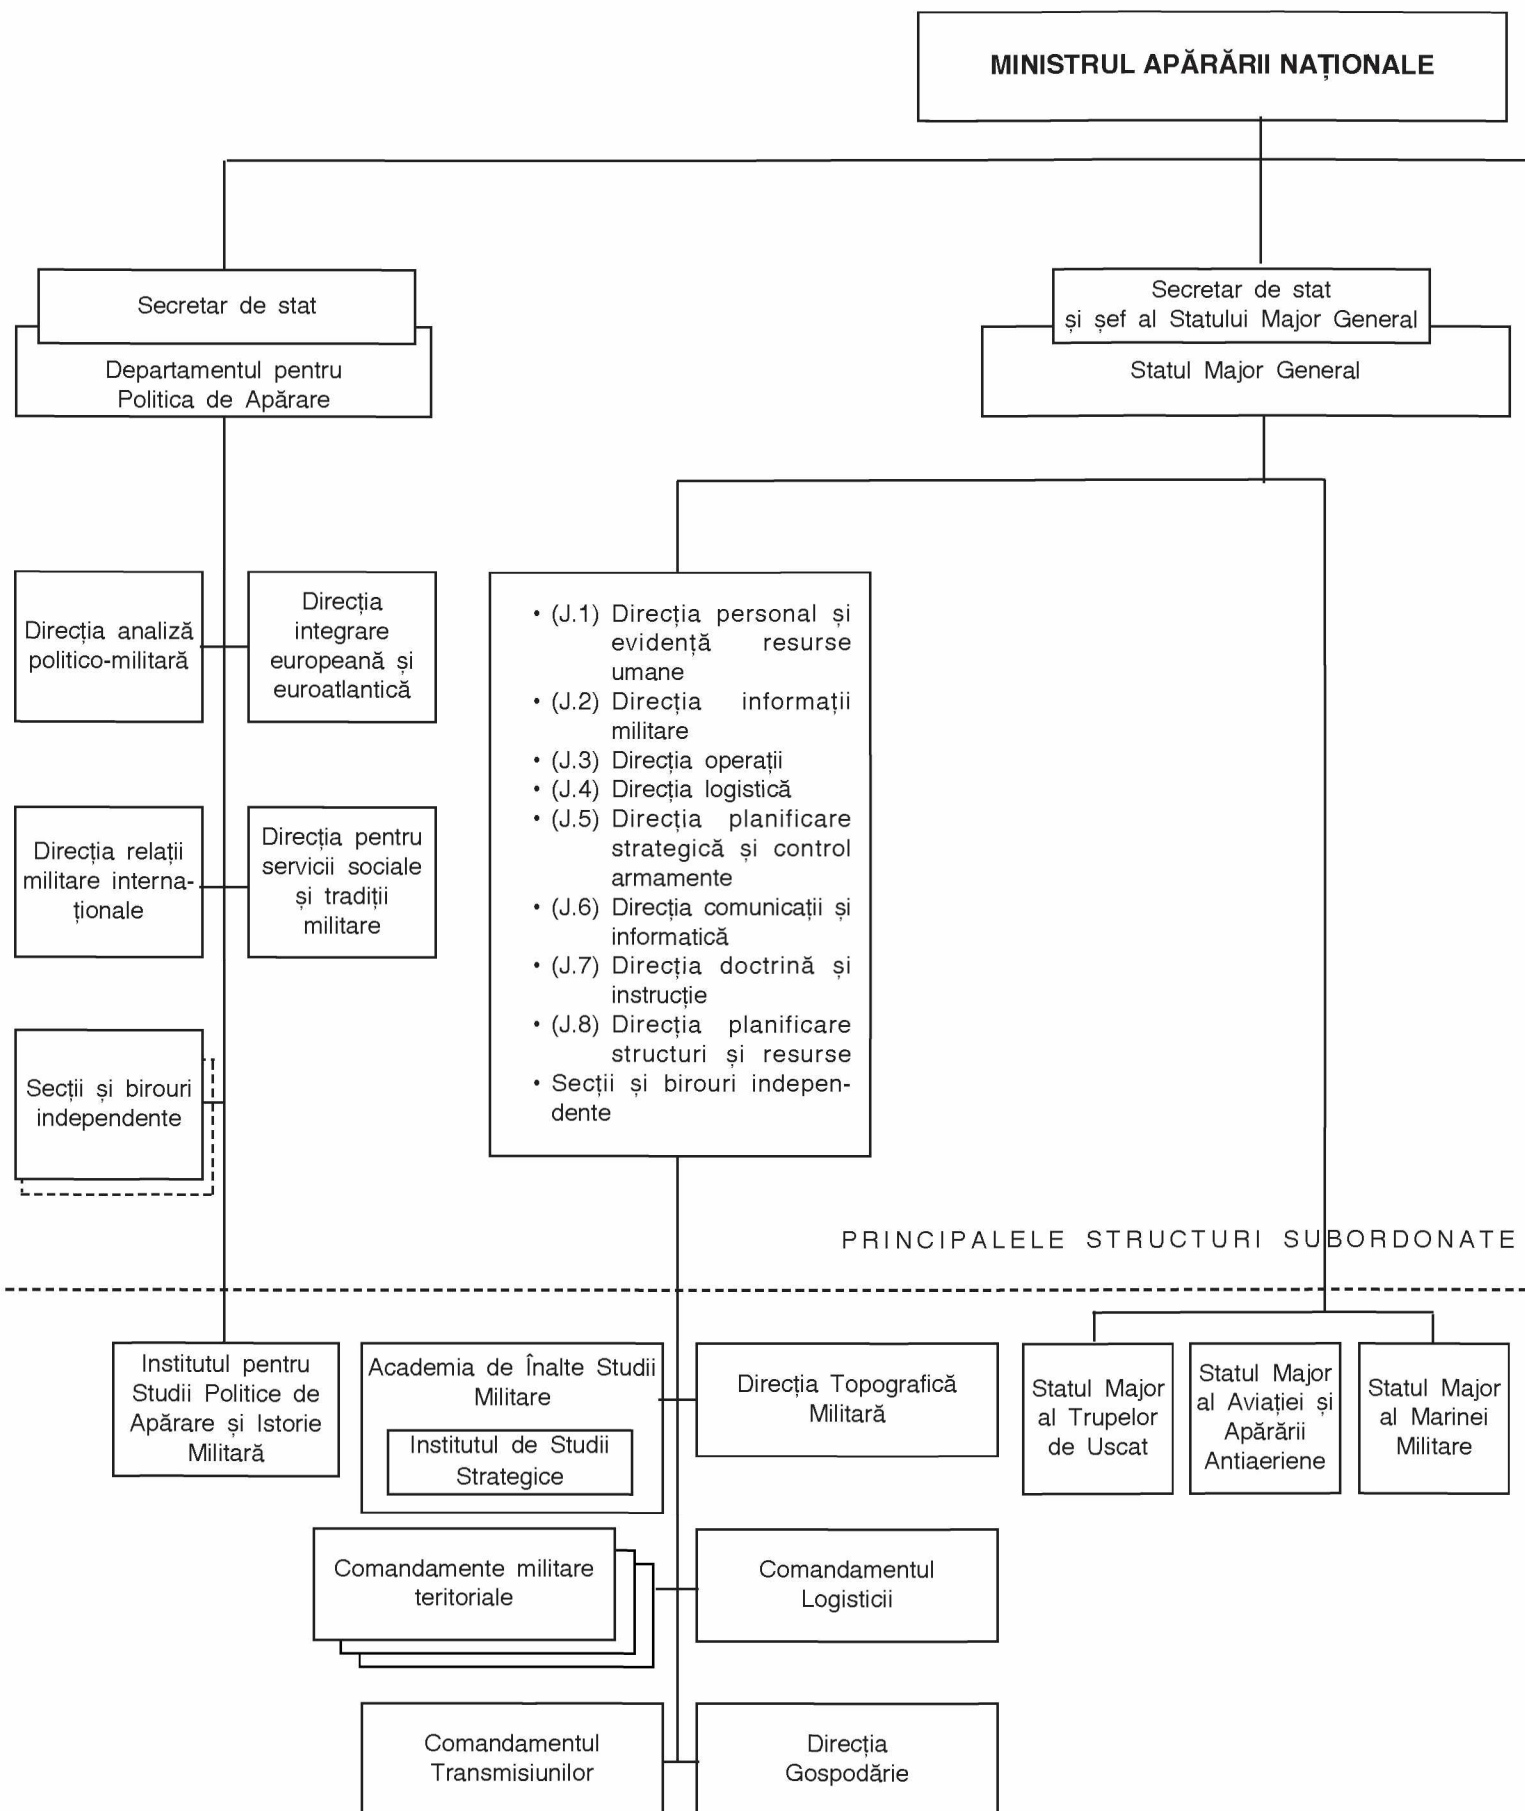 MINISTRUL APĂRĂRII NAȚIONALE
Secretar de stat
Departamentul pentru
Politica de Apărare
Secretar de stat
și șef al Statului Major General
Statul Major General
Direcția analiză
politico-militară
Direcția
integrare
europeană și
euroatlantică
Direcția relații
militare interna-
ționale
Direcția pentru
servicii sociale
și tradiții
militare
Secții și birouri
independente
• (J.1) Direcția personal și
evidență resurse
umane
• (J.2) Direcția informații
militare
• (J.3) Direcția operații
• (J.4) Direcția logistică
• (J.5) Direcția planificare
strategică și control
armamente
• (J.6) Direcția comunicații și
informatică
• (J.7) Direcția doctrină și
instrucție
• (J.8) Direcția planificare
structuri și resurse
• Secții și birouri indepen-
dente
PRINCIPALELE STRUCTURI SUBORDONATE
Institutul pentru
Studii Politice de
Apărare și Istorie
Militară
Academia de Înalte Studii
Militare
Institutul de Studii
Strategice
Direcția Topografică
Militară
Statul Major
al Trupelor
de Uscat
Statul Major
al Aviației și
Apărării
Antiaeriene
Statul Major
al Marinei
Militare
Comandamente militare
teritoriale
Comandamentul
Logisticii
Comandamentul
Transmisiunilor
Direcția
Gospodărie